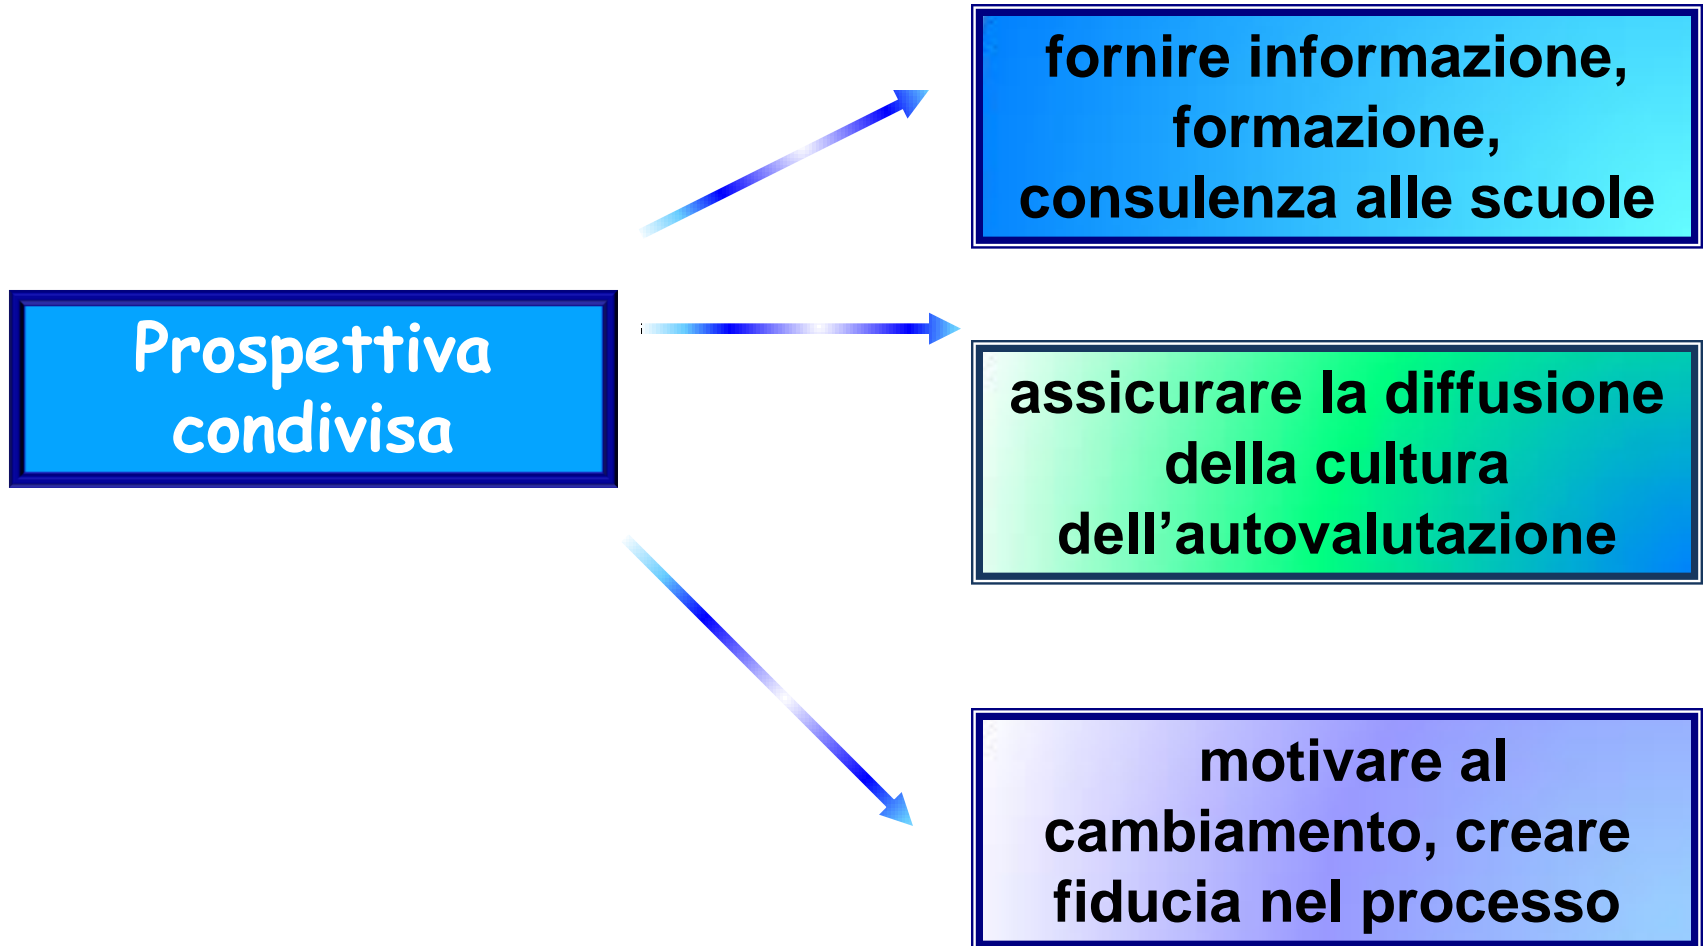 Prospettiva
condivisa
fornire informazione,
formazione,
consulenza alle scuole
assicurare la diffusione
della cultura
dell’autovalutazione
motivare al
cambiamento, creare
fiducia nel processo